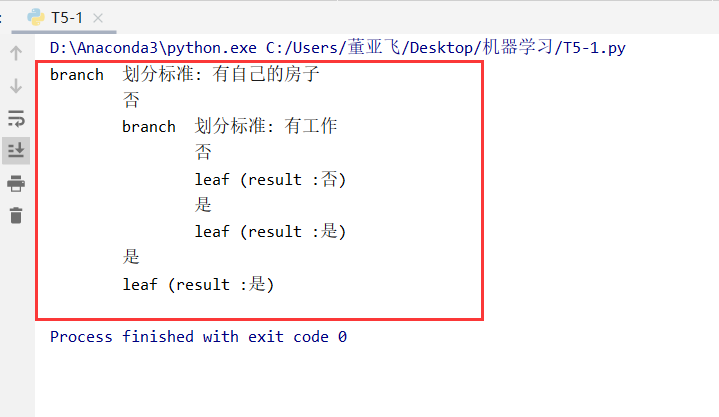 T5-1
D:\Anaconda3\python.exe C:/Users/董亚飞/Desktop/机器学习/T5-1.py
branch  划分标准: 有自己的房子
否
branch  划分标准: 有工作
否
leaf (result :否)
是
leaf (result :是)
是
leaf (result :是)
Process finished with exit code 0